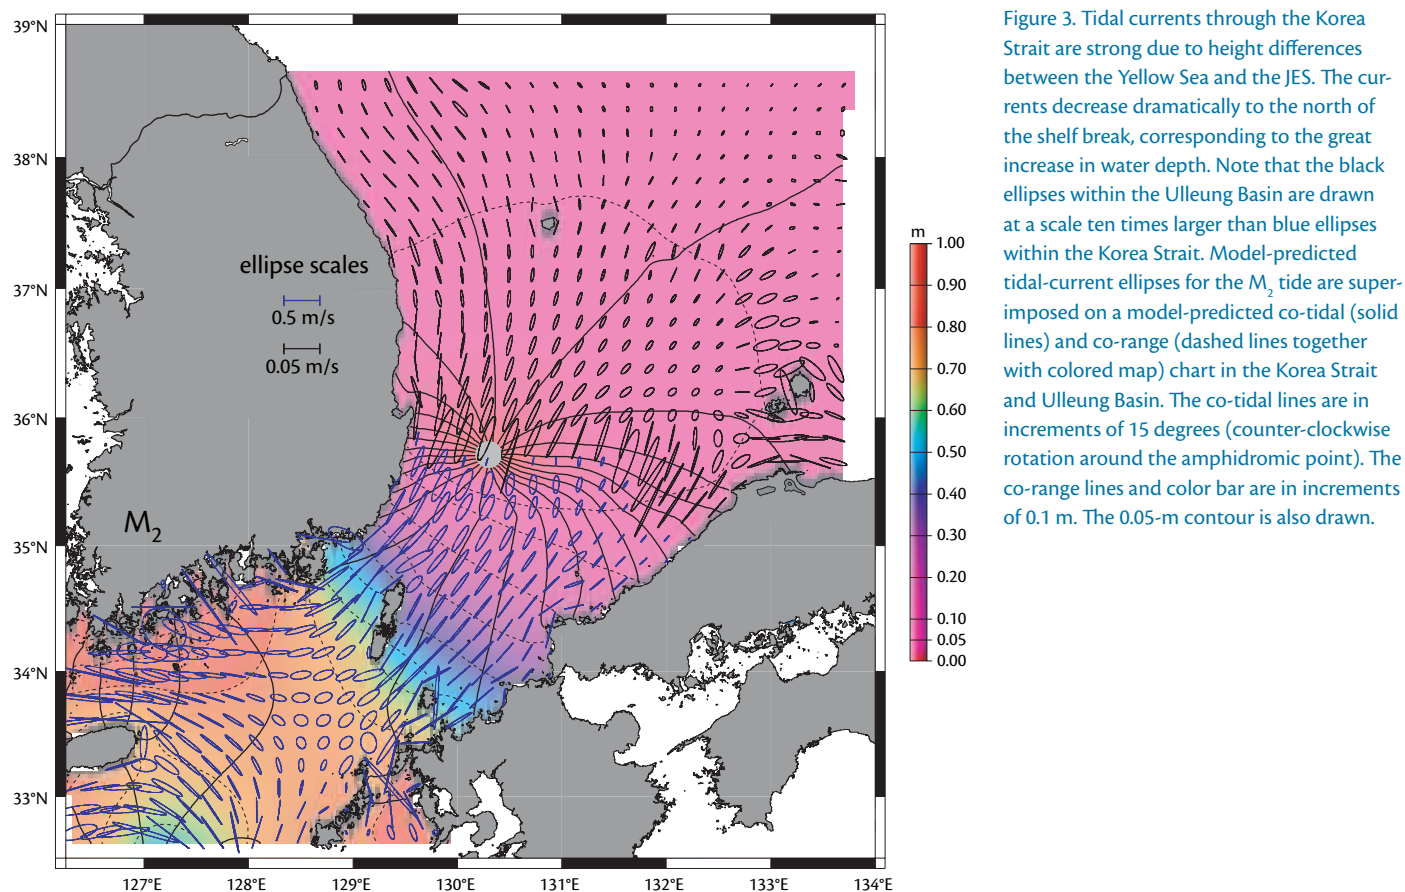 39°N
38°N
37°N
36°N
35°N
34°N
33°N
127°E
128°E
129°E
130°E
131°E
132°E
133°E
134°E
ellipse scales
0.5 m/s
0.05 m/s
M2
m
1.00
0.90
0.80
0.70
0.60
0.50
0.40
0.30
0.20
0.10
0.05
0.00
Figure 3. Tidal currents through the Korea
Strait are strong due to height differences
between the Yellow Sea and the JES. The cur-
rents decrease dramatically to the north of
the shelf break, corresponding to the great
increase in water depth. Note that the black
ellipses within the Ulleung Basin are drawn
at a scale ten times larger than blue ellipses
within the Korea Strait. Model-predicted
tidal-current ellipses for the M2 tide are super-
imposed on a model-predicted co-tidal (solid
lines) and co-range (dashed lines together
with colored map) chart in the Korea Strait
and Ulleung Basin. The co-tidal lines are in
increments of 15 degrees (counter-clockwise
rotation around the amphidromic point). The
co-range lines and color bar are in increments
of 0.1 m. The 0.05-m contour is also drawn.